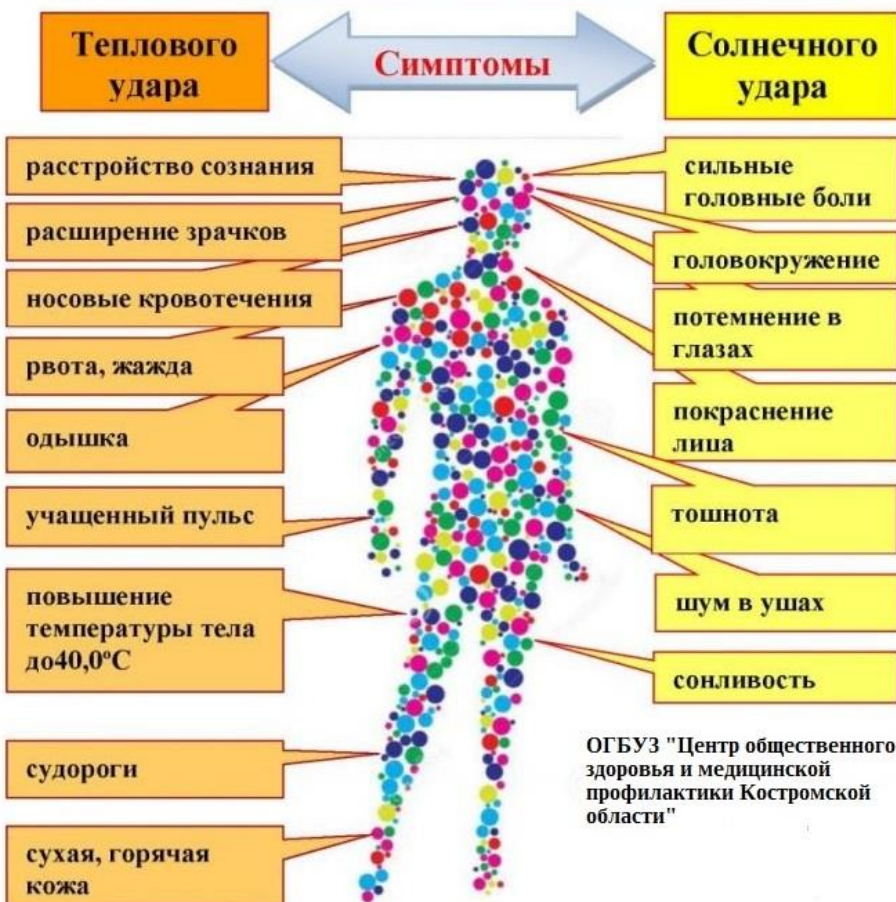 Теплового
удара
Симптомы
Солнечного
удара
расстройство сознания
расширение зрачков
носовые кровотечения
рвота, жажда
одышка
учащенный пульс
повышение
температуры тела
до40,0ºС
судороги
сухая, горячая
кожа
сильные
головные боли
головокружение
потемнение в
глазах
покраснение
лица
тошнота
шум в ушах
сонливость
ОГБУЗ "Центр общественного
здоровья и медицинской
профилактики Костромской
области"